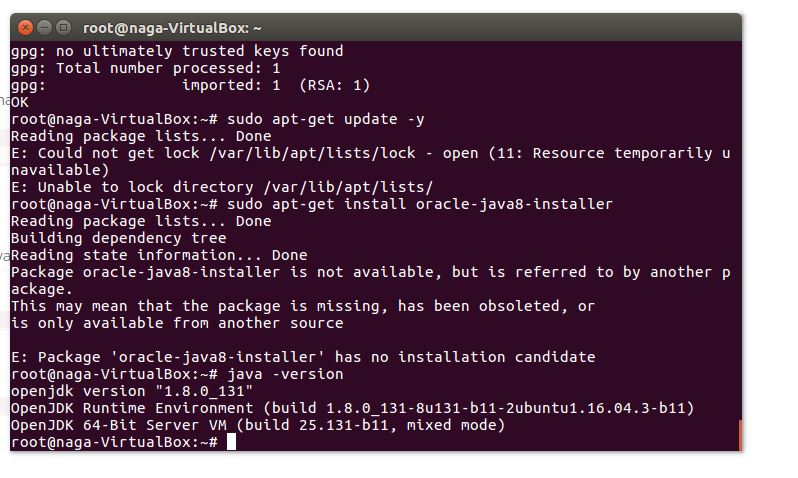 root@naga-VirtualBox: ~
gpg: no ultimately trusted keys found
gpg: Total number processed: 1
gpg:               imported: 1  (RSA: 1)
OK
root@naga-VirtualBox:~# sudo apt-get update -y
Reading package lists... Done
E: Could not get lock /var/lib/apt/lists/lock - open (11: Resource temporarily u
navailable)
E: Unable to lock directory /var/lib/apt/lists/
root@naga-VirtualBox:~# sudo apt-get install oracle-java8-installer
Reading package lists... Done
Building dependency tree
Reading state information... Done
Package oracle-java8-installer is not available, but is referred to by another p
ackage.
This may mean that the package is missing, has been obsoleted, or
is only available from another source

E: Package 'oracle-java8-installer' has no installation candidate
root@naga-VirtualBox:~# java -version
openjdk version "1.8.0_131"
OpenJDK Runtime Environment (build 1.8.0_131-8u131-b11-2ubuntu1.16.04.3-b11)
OpenJDK 64-Bit Server VM (build 25.131-b11, mixed mode)
root@naga-VirtualBox:~#